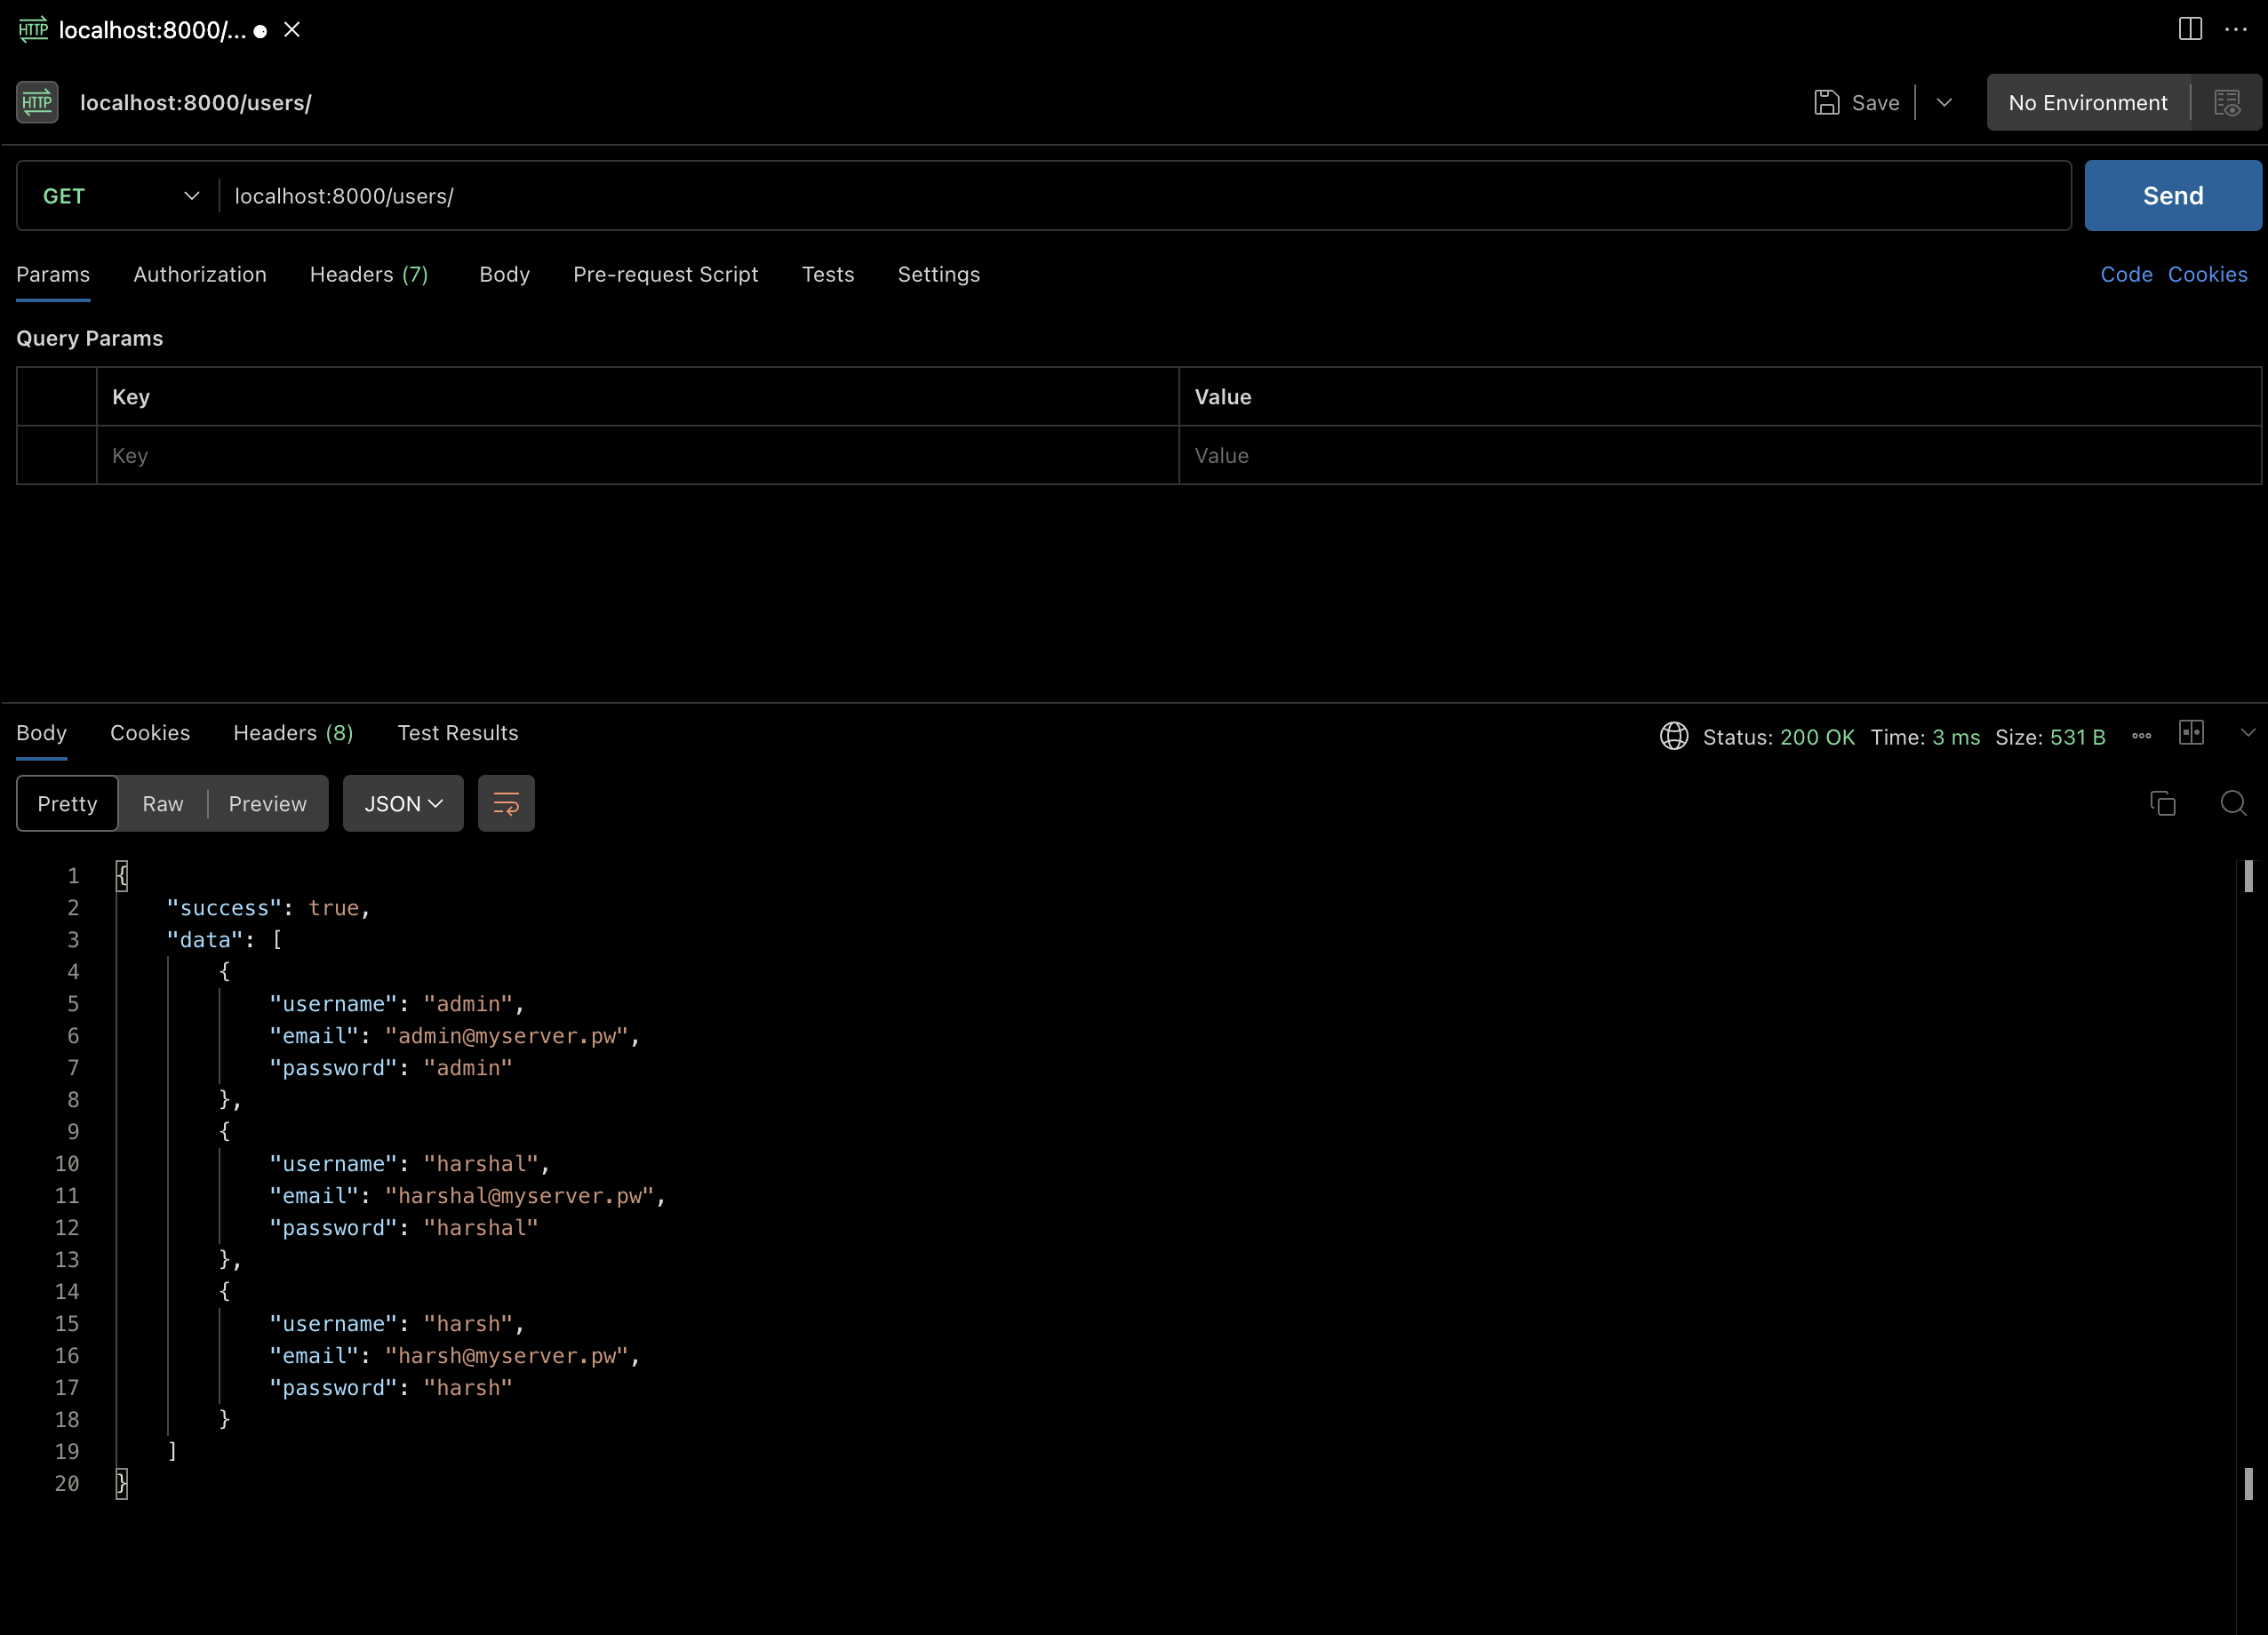 HTTP localhost:8000/...
HTTP localhost:8000/users/ Save No Environment
GET localhost:8000/users/ Send
Params Authorization Headers (7) Body Pre-request Script Tests Settings Code Cookies
Query Params
Key Value
Key Value
Body Cookies Headers (8) Test Results Status: 200 OK Time: 3 ms Size: 531 B
Pretty Raw Preview JSON
1 {
2 "success": true,
3 "data": [
4 {
5 "username": "admin",
6 "email": "admin@myserver.pw",
7 "password": "admin"
8 },
9 {
10 "username": "harshal",
11 "email": "harshal@myserver.pw",
12 "password": "harshal"
13 },
14 {
15 "username": "harsh",
16 "email": "harsh@myserver.pw",
17 "password": "harsh"
18 }
19 ]
20 }